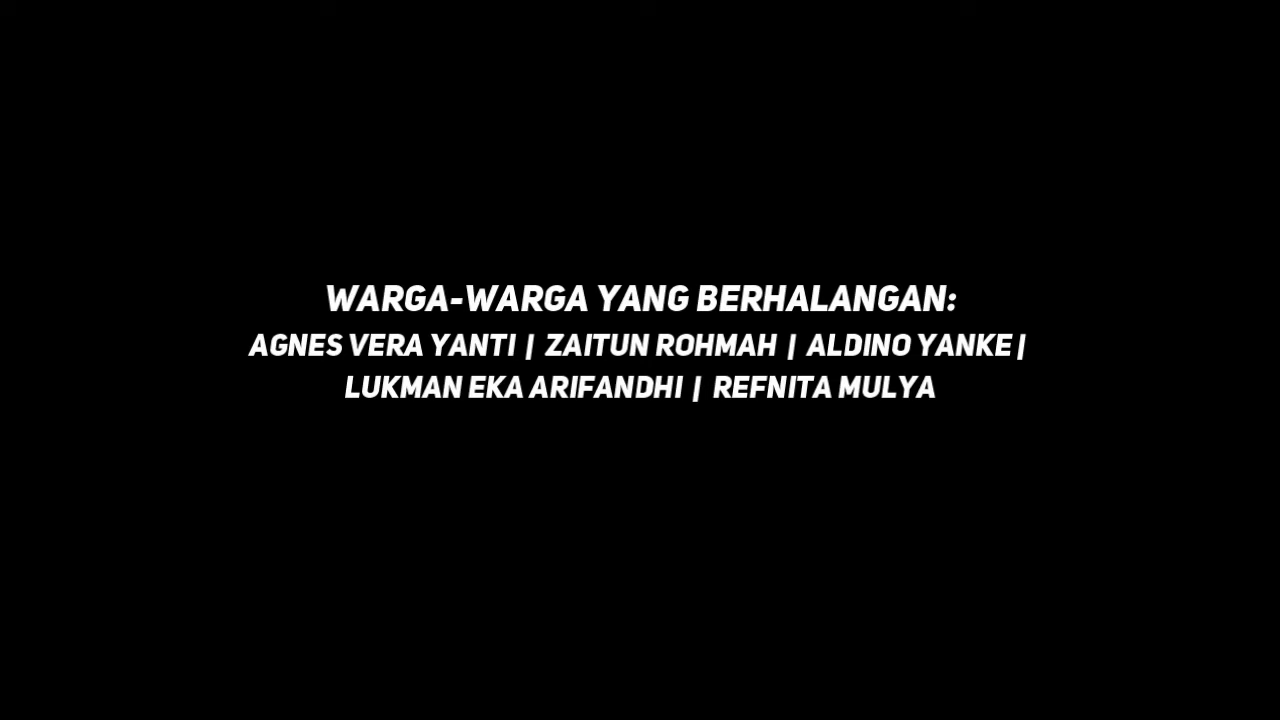 WARGA-WARGA YANG BERHALANGAN:
AGNES VERA YANTI | ZAITUN ROHMAH | ALDINO YANKE |
LUKMAN EKA ARIFANDHI | REFNITA MULYA